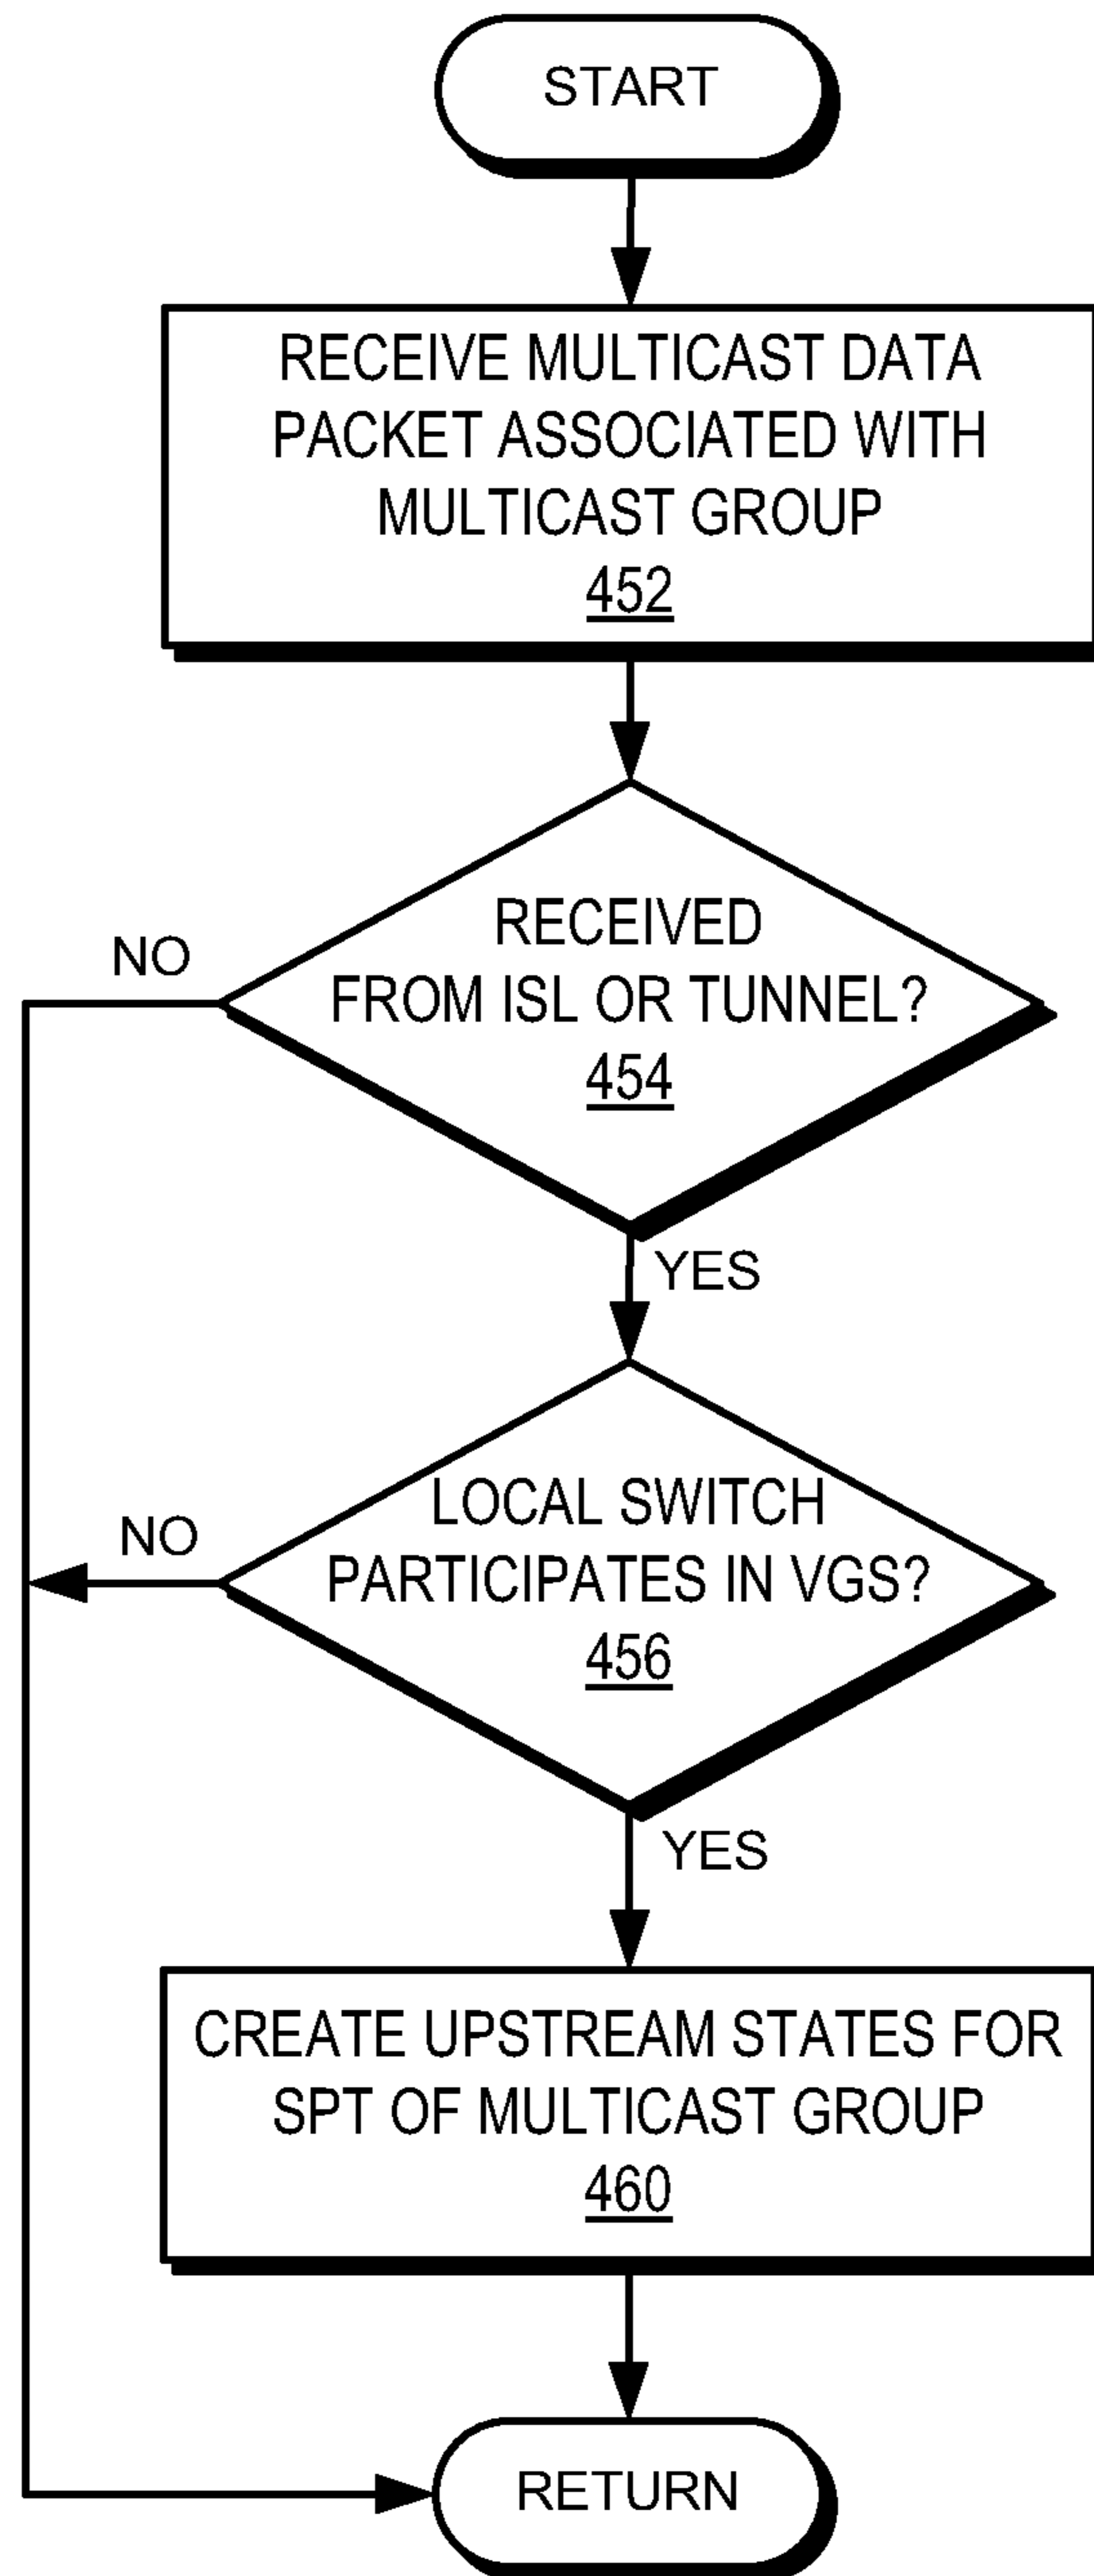 START
RECEIVE MULTICAST DATA
PACKET ASSOCIATED WITH
MULTICAST GROUP
452
RECEIVED
FROM ISL OR TUNNEL?
454
NO
YES
LOCAL SWITCH
PARTICIPATES IN VGS?
456
NO
YES
CREATE UPSTREAM STATES FOR
SPT OF MULTICAST GROUP
460
RETURN